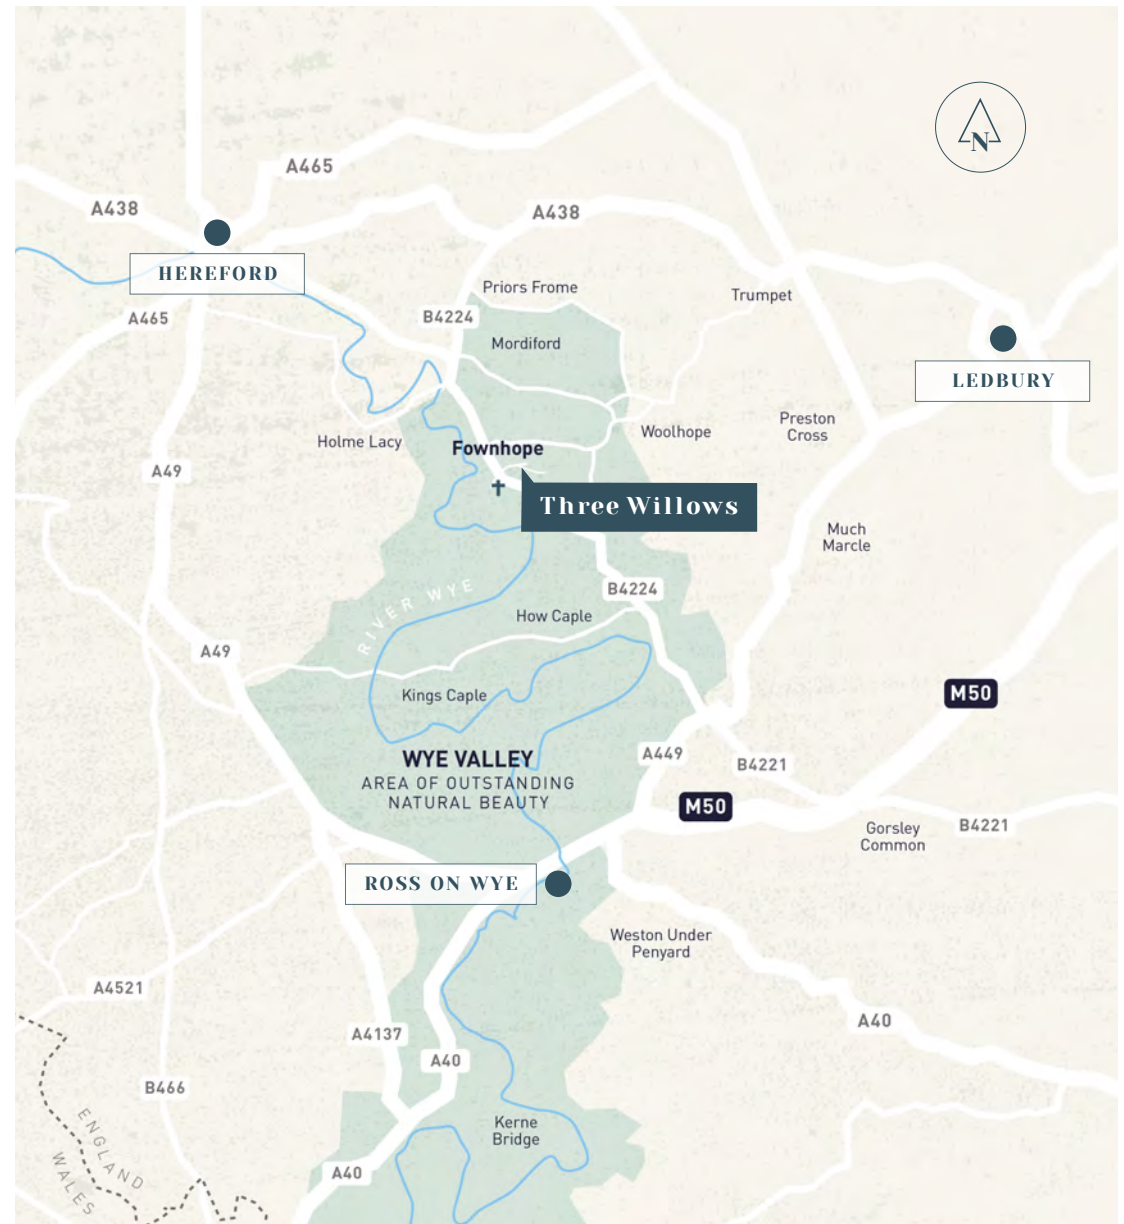 N
A465
A438
A438
HEREFORD
Priors Frome
Trumpet
A465
B4224
Mordiford
LEDBURY
Preston
Cross
Woolhope
Holme Lacy
Fownhope
A49
Three Willows
Much
Marcle
RIVER WYE
B4224
How Caple
A49
Kings Caple
M50
WYE VALLEY
AREA OF OUTSTANDING
NATURAL BEAUTY
A449
B4221
M50
Gorsley
Common
B4221
ROSS ON WYE
Weston Under
Penyard
A4521
A40
A4137
A40
B466
ENGLAND
WALES
Kerne
Bridge
A40